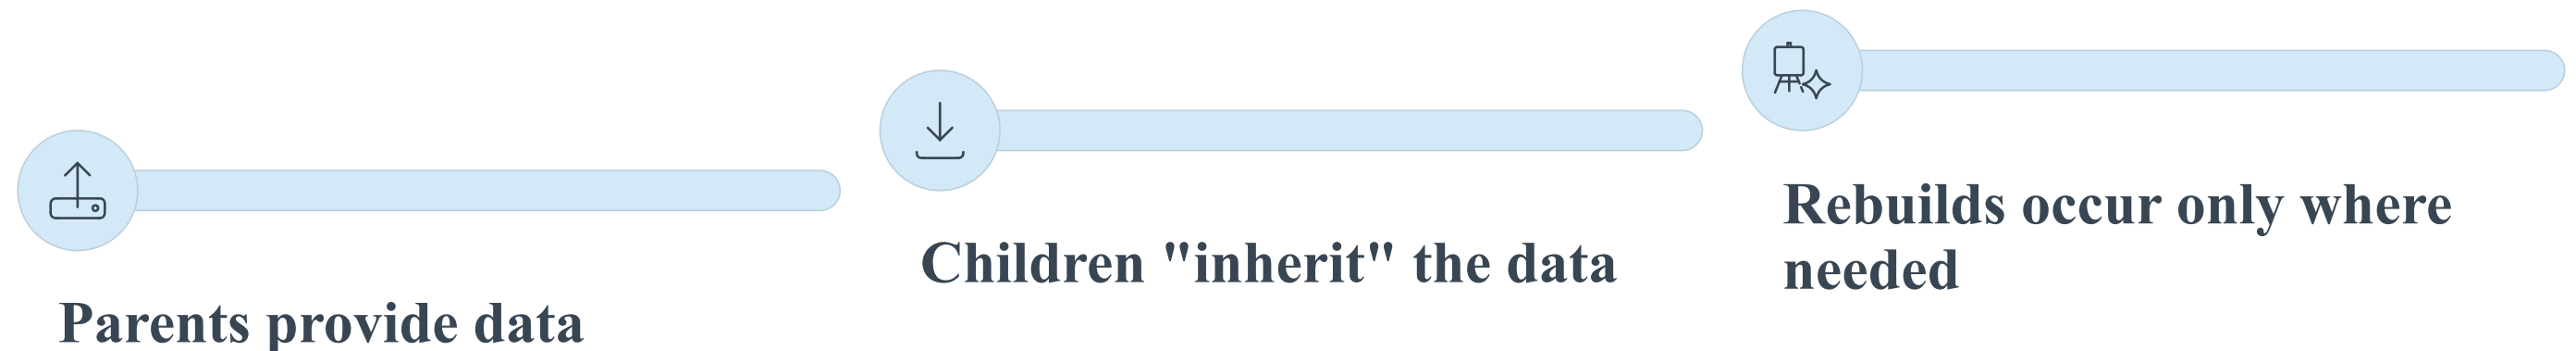 Parents provide data
Children "inherit" the data
Rebuilds occur only where
needed